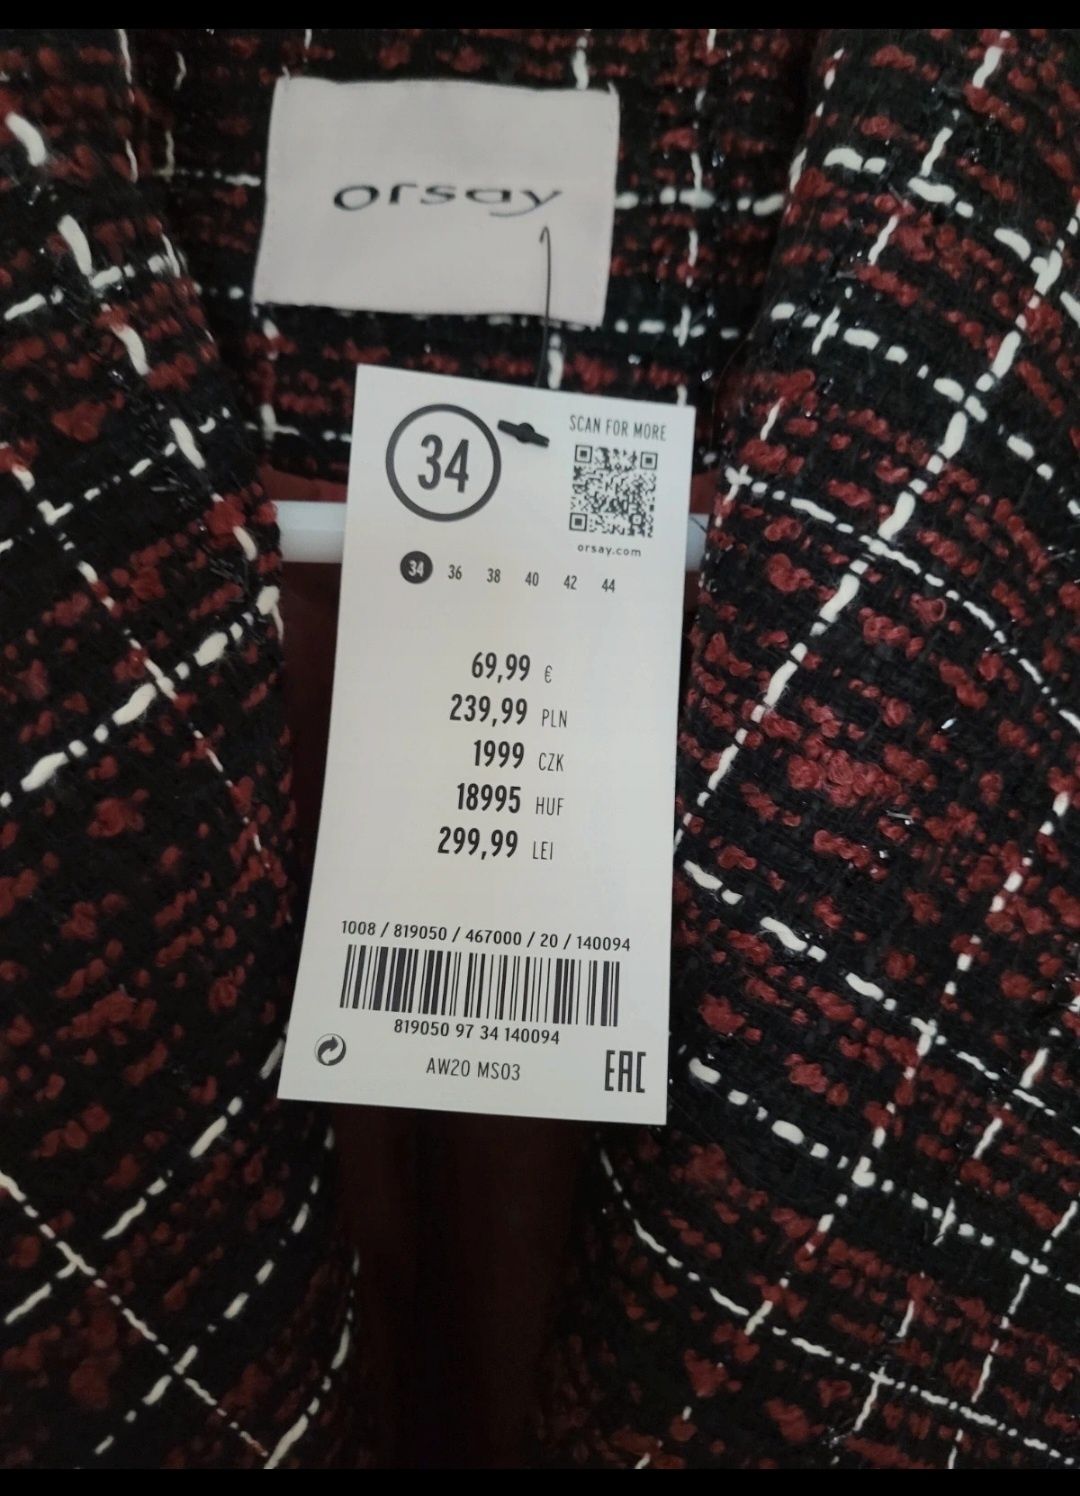 orsay
34
SCAN FOR MORE
orsay.com
34 36 38 40 42 44
69,99 €
239,99 PLN
1999 CZK
18995 HUF
299,99 LEI
1008 / 819050 / 467000 / 20 / 140094
819050 97 34 140094
AW20 MS03
EAC